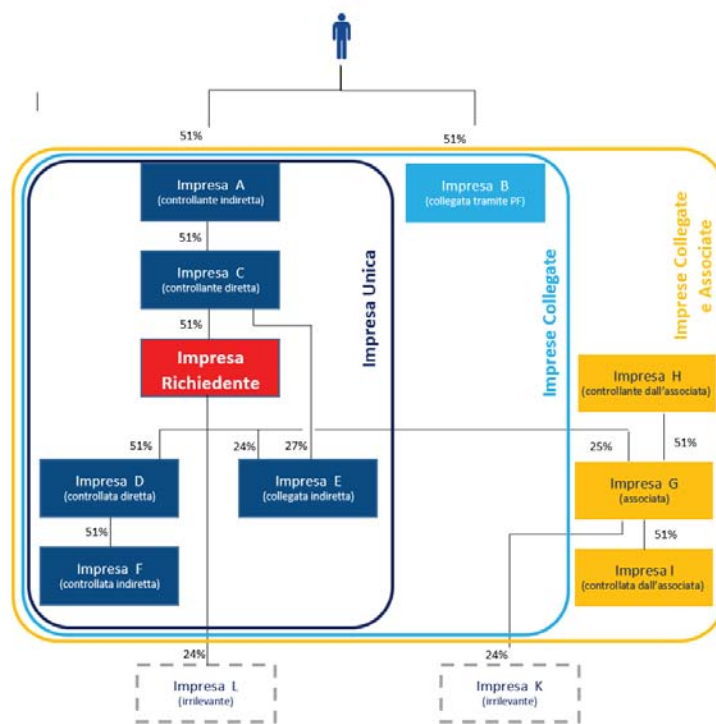 51%
51%
Impresa A
(controllante indiretta)
Impresa B
(collegata tramite PF)
51%
Impresa C
(controllante diretta)
51%
Impresa
Richiedente
Impresa Unica
Imprese Collegate
Imprese Collegate
e Associate
Impresa H
(controllante dall'associata)
51%
24%
27%
25%
51%
Impresa D
(controllata diretta)
Impresa E
(collegata indiretta)
Impresa G
(associata)
51%
51%
Impresa F
(controllata indiretta)
Impresa I
(controllata dall'associata)
24%
24%
Impresa L
(irrilevante)
Impresa K
(irrilevante)